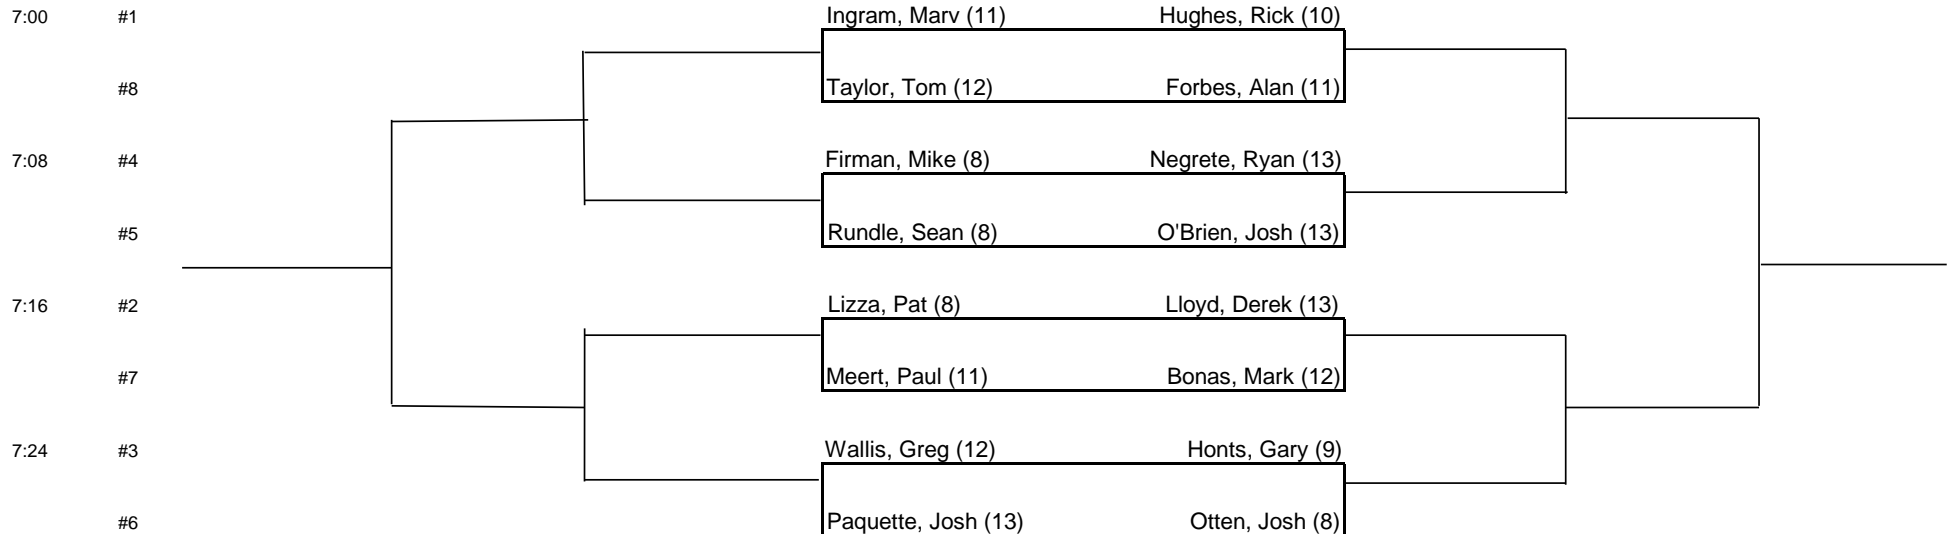 7:00 #1 Ingram, Marv (11) Hughes, Rick (10)
#8 Taylor, Tom (12) Forbes, Alan (11)
7:08 #4 Firman, Mike (8) Negrete, Ryan (13)
#5 Rundle, Sean (8) O'Brien, Josh (13)
7:16 #2 Lizza, Pat (8) Lloyd, Derek (13)
#7 Meert, Paul (11) Bonas, Mark (12)
7:24 #3 Wallis, Greg (12) Honts, Gary (9)
#6 Paquette, Josh (13) Otten, Josh (8)